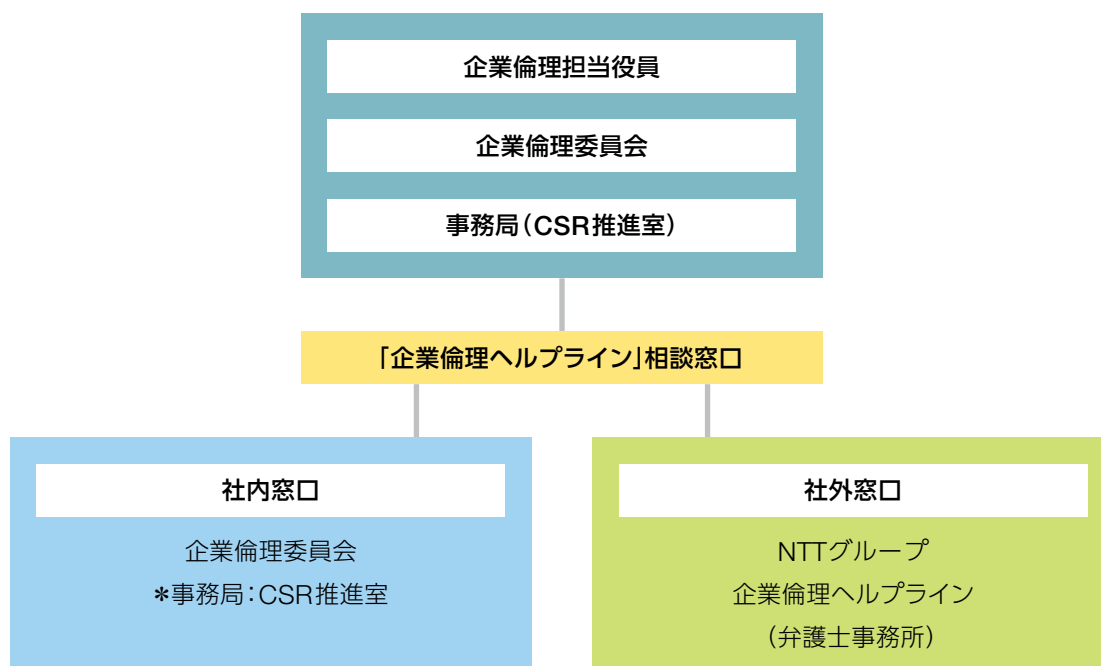 企業倫理担当役員
企業倫理委員会
事務局（CSR推進室）
「企業倫理ヘルプライン」相談窓口
社内窓口
企業倫理委員会
＊事務局：CSR推進室
社外窓口
NTTグループ
企業倫理ヘルプライン
（弁護士事務所）